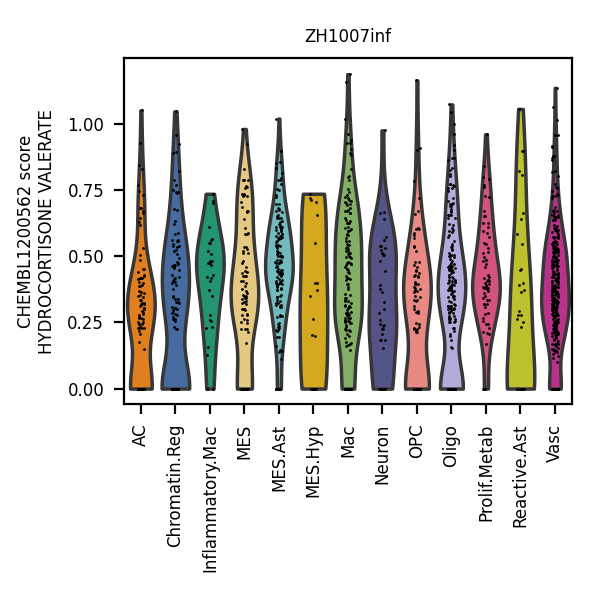 ZH1007inf
CHEMBL1200562 score
HYDROCORTISONE VALERATE
1.00
0.75
0.50
0.25
0.00
AC
Chromatin.Reg
Inflammatory.Mac
MES
MES.Ast
MES.Hyp
Mac
Neuron
OPC
Oligo
Prolif.Metab
Reactive.Ast
Vasc